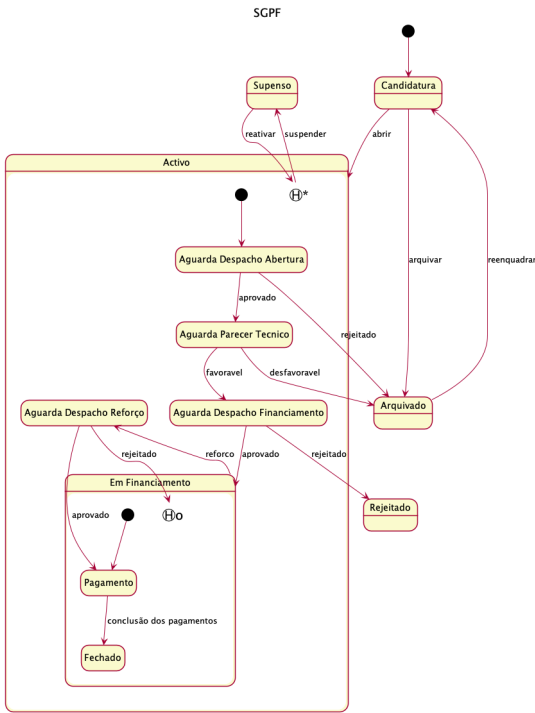 SGPF
Supenso
Candidatura
reativar
suspender
abrir
Activo
H*
Aguarda Despacho Abertura
arquivar
reenquadrar
aprovado
rejeitado
Aguarda Parecer Tecnico
favoravel
desfavoravel
Aguarda Despacho Reforço
Aguarda Despacho Financiamento
Arquivado
rejeitado
reforco
aprovado
rejeitado
Em Financiamento
Rejeitado
aprovado
Ho
Pagamento
conclusão dos pagamentos
Fechado